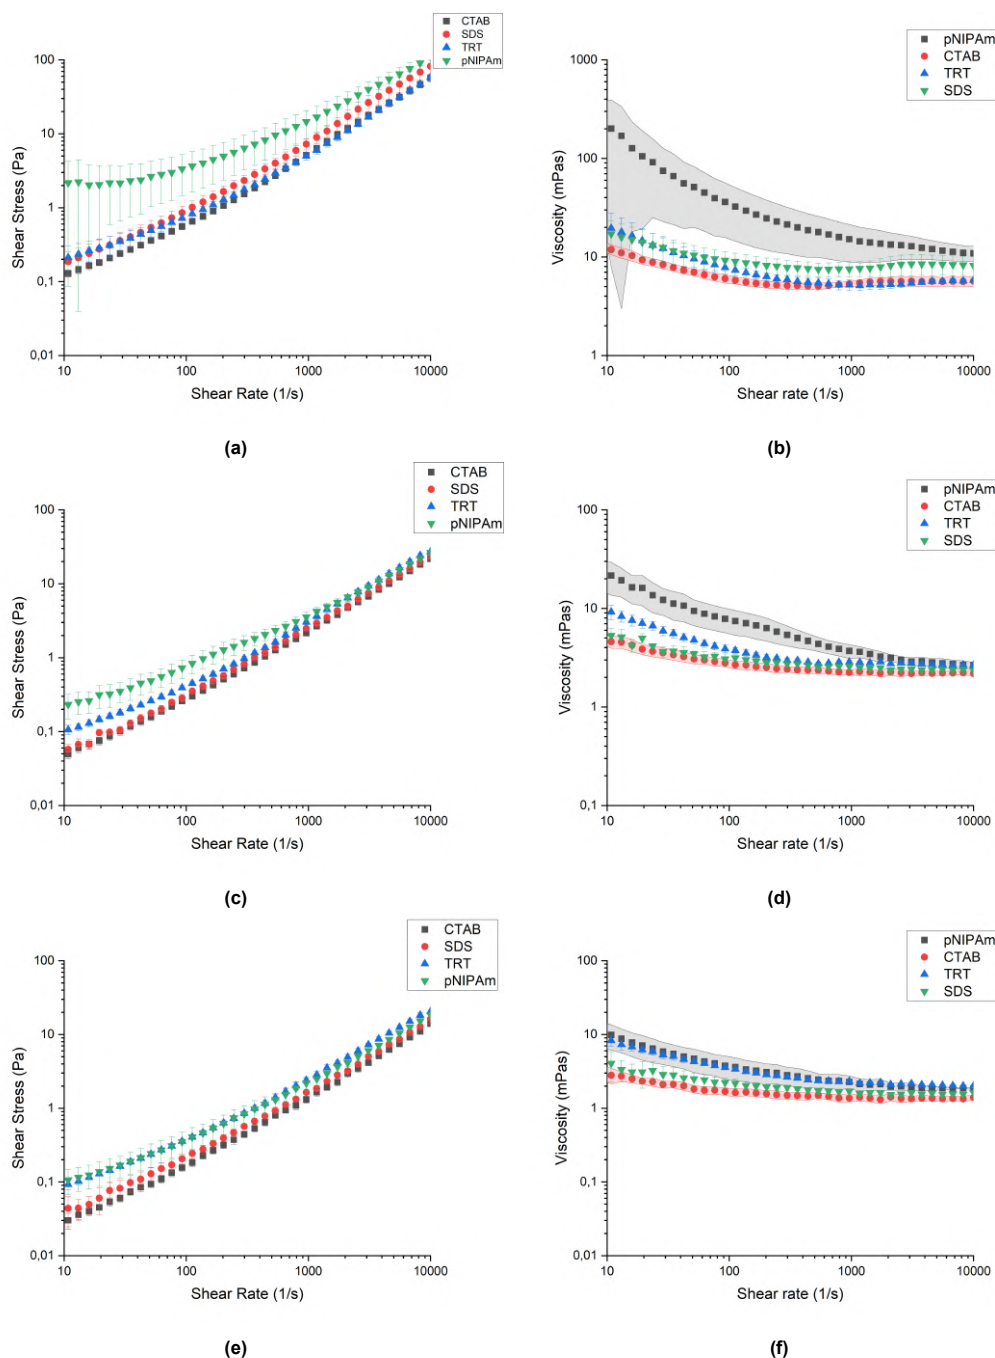 CTAB
SDS
TRT
pNIPAm
100
10
1
0,1
0,01
Shear Stress (Pa)
10
100
1000
10000
Shear Rate (1/s)
(a)
pNIPAm
CTAB
TRT
SDS
1000
100
10
1
Viscosity (mPas)
10
100
1000
10000
Shear rate (1/s)
(b)
CTAB
SDS
TRT
pNIPAm
100
10
1
0,1
0,01
Shear Stress (Pa)
10
100
1000
10000
Shear Rate (1/s)
(c)
pNIPAm
CTAB
TRT
SDS
100
10
1
0,1
Viscosity (mPas)
10
100
1000
10000
Shear rate (1/s)
(d)
CTAB
SDS
TRT
pNIPAm
100
10
1
0,1
0,01
Shear Stress (Pa)
10
100
1000
10000
Shear Rate (1/s)
(e)
pNIPAm
CTAB
TRT
SDS
100
10
1
0,1
0,01
Viscosity (mPas)
10
100
1000
10000
Shear rate (1/s)
(f)